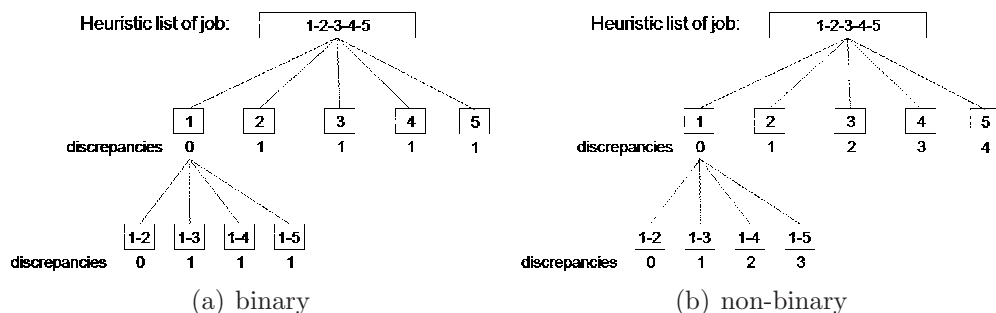 Heuristic list of job: 1-2-3-4-5
1 2 3 4 5
discrepancies 0 1 1 1 1
1-2 1-3 1-4 1-5
discrepancies 0 1 1 1
(a) binary
Heuristic list of job: 1-2-3-4-5
1 2 3 4 5
discrepancies 0 1 2 3 4
1-2 1-3 1-4 1-5
discrepancies 0 1 2 3
(b) non-binary